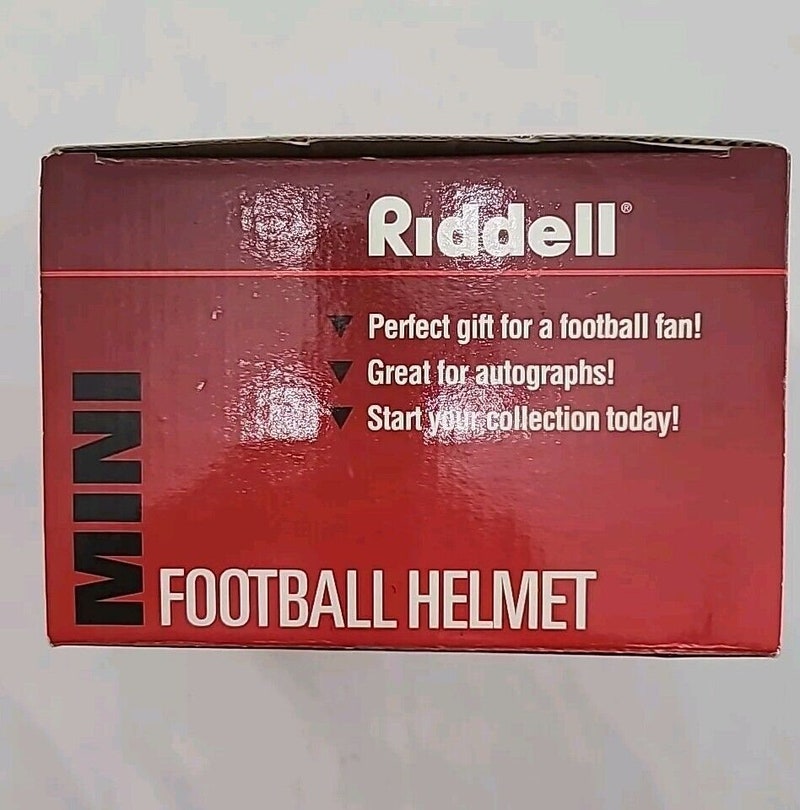 Riddell®
Perfect gift for a football fan!
Great for autographs!
Start your collection today!
MINI
FOOTBALL HELMET